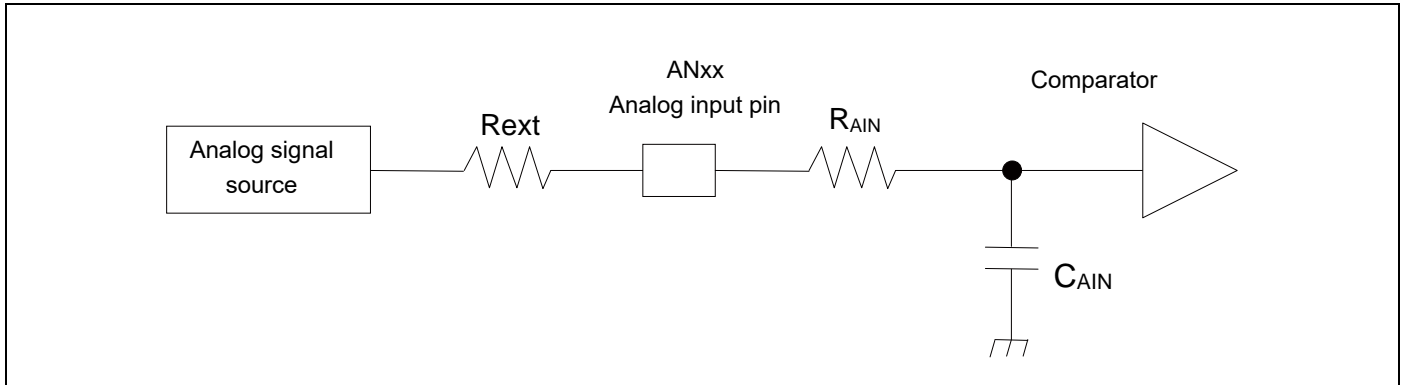 ANxx
Analog input pin
Comparator
Rext
RAIN
Analog signal
source
CAIN